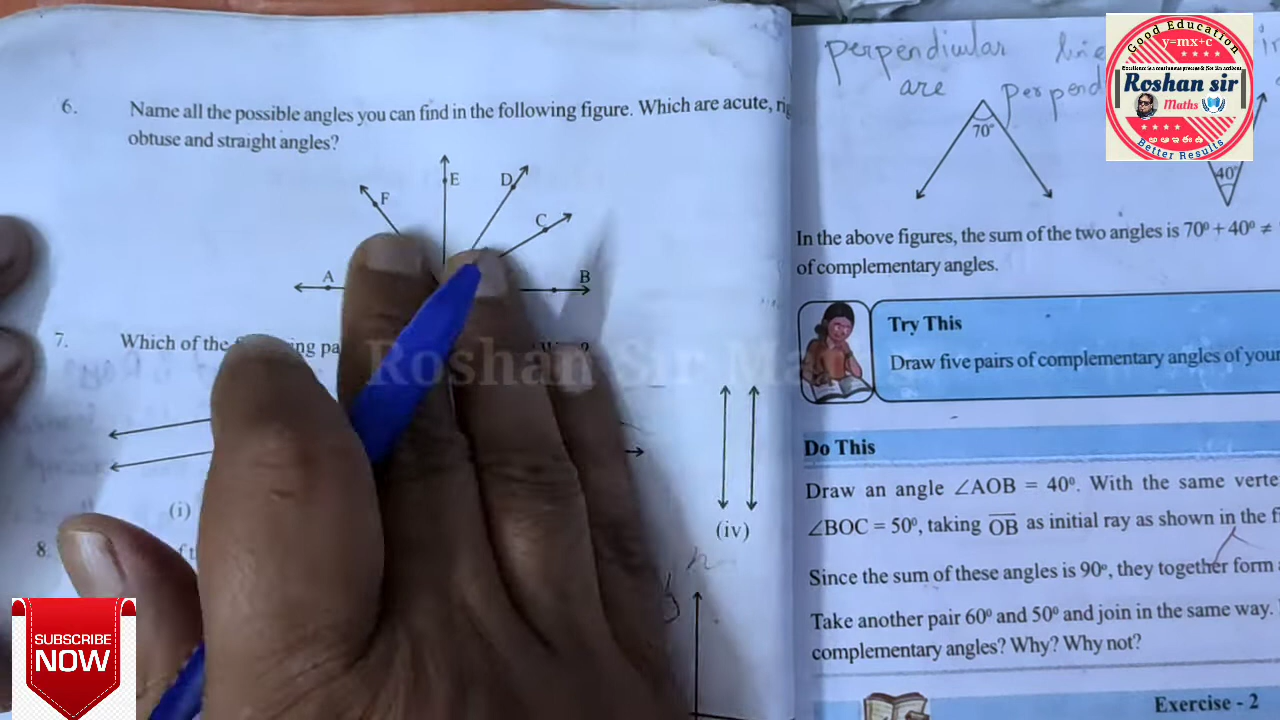 6. Name all the possible angles you can find in the following figure. Which are acute,
obtuse and straight angles?
F
E
D
C
A
B
7. Which of the
(i)
(iv)
8.
perpendicular
are
70°
40°
In the above figures, the sum of the two angles is 70° + 40° ≠
of complementary angles.
Try This
Draw five pairs of complementary angles of your
Do This
Draw an angle ∠AOB = 40°. With the same
∠BOC = 50°, taking OB as initial ray as shown in the
Since the sum of these angles is 90°, they together form
Take another pair 60° and 50° and join in the same way.
complementary angles? Why? Why not?
Exercise - 2
Good Education
y=mx+c
Roshan sir
Maths
Better Results
Roshan Sir
SUBSCRIBE
NOW